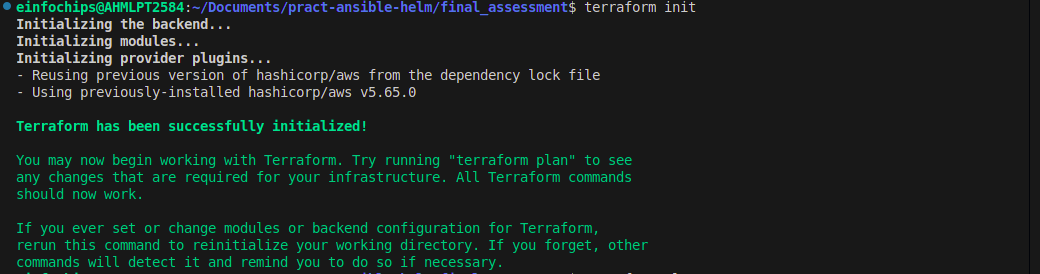 einfochips@AHMLPT2584:~/Documents/pract-ansible-helm/final_assessment$ terraform init
Initializing the backend...
Initializing modules...
Initializing provider plugins...
- Reusing previous version of hashicorp/aws from the dependency lock file
- Using previously-installed hashicorp/aws v5.65.0
Terraform has been successfully initialized!
You may now begin working with Terraform. Try running "terraform plan" to see
any changes that are required for your infrastructure. All Terraform commands
should now work.
If you ever set or change modules or backend configuration for Terraform,
rerun this command to reinitialize your working directory. If you forget, other
commands will detect it and remind you to do so if necessary.